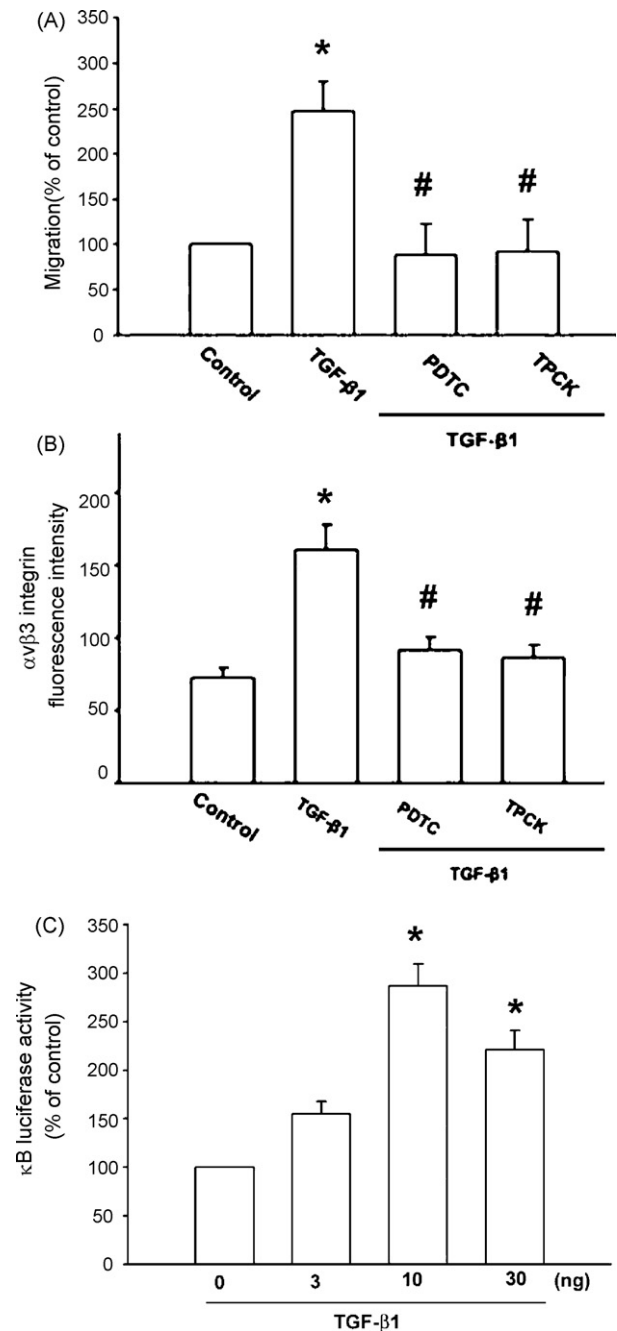 (A)
Migration(% of control)
350
300
250
200
150
100
50
0
*
#
#
Control
TGF-β1
PDTC
TPCK
TGF-β1
(B)
αvβ3 integrin
fluorescence intensity
200
150
100
50
0
*
#
#
Control
TGF-β1
PDTC
TPCK
TGF-β1
(C)
κB luciferase activity
(% of control)
350
300
250
200
150
100
50
0
*
*
0 3 10 30 (ng)
TGF-β1